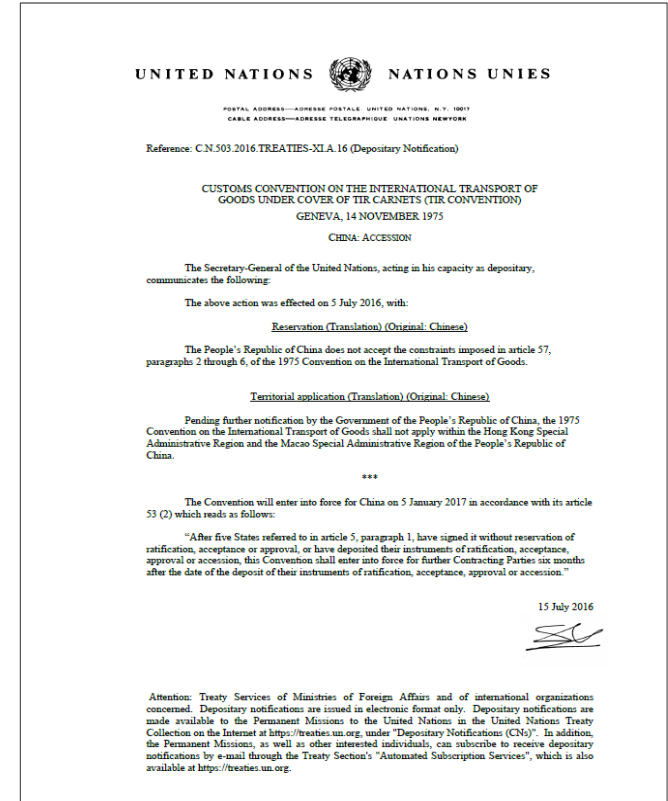 UNITED NATIONS NATIONS UNIES
POSTAL ADDRESS—ADRESSE POSTALE: UNITED NATIONS, N.Y. 10017
CABLE ADDRESS—ADRESSE TELEGRAPHIQUE: UNATIONS NEWYORK
Reference: C.N.503.2016.TREATIES-XI.A.16 (Depositary Notification)
CUSTOMS CONVENTION ON THE INTERNATIONAL TRANSPORT OF
GOODS UNDER COVER OF TIR CARNETS (TIR CONVENTION)
GENEVA, 14 NOVEMBER 1975
CHINA: ACCESSION
The Secretary-General of the United Nations, acting in his capacity as depositary,
communicates the following:
The above action was effected on 5 July 2016, with:
Reservation (Translation) (Original: Chinese)
The People's Republic of China does not accept the constraints imposed in article 57,
paragraphs 2 through 6, of the 1975 Convention on the International Transport of Goods.
Territorial application (Translation) (Original: Chinese)
Pending further notification by the Government of the People's Republic of China, the 1975
Convention on the International Transport of Goods shall not apply within the Hong Kong Special
Administrative Region and the Macao Special Administrative Region of the People's Republic of
China.
***
The Convention will enter into force for China on 5 January 2017 in accordance with its article
53 (2) which reads as follows:
“After five States referred to in article 5, paragraph 1, have signed it without reservation of
ratification, acceptance or approval, or have deposited their instruments of ratification, acceptance,
approval or accession, this Convention shall enter into force for further Contracting Parties six months
after the date of the deposit of their instruments of ratification, acceptance, approval or accession.”
15 July 2016
Attention: Treaty Services of Ministries of Foreign Affairs and of international organizations
concerned. Depositary notifications are issued in electronic format only. Depositary notifications are
made available to the Permanent Missions to the United Nations in the United Nations Treaty
Collection on the Internet at https://treaties.un.org, under "Depositary Notifications (CNs)". In addition,
the Permanent Missions, as well as other interested individuals, can subscribe to receive depositary
notifications by e-mail through the Treaty Section's "Automated Subscription Services", which is also
available at https://treaties.un.org.